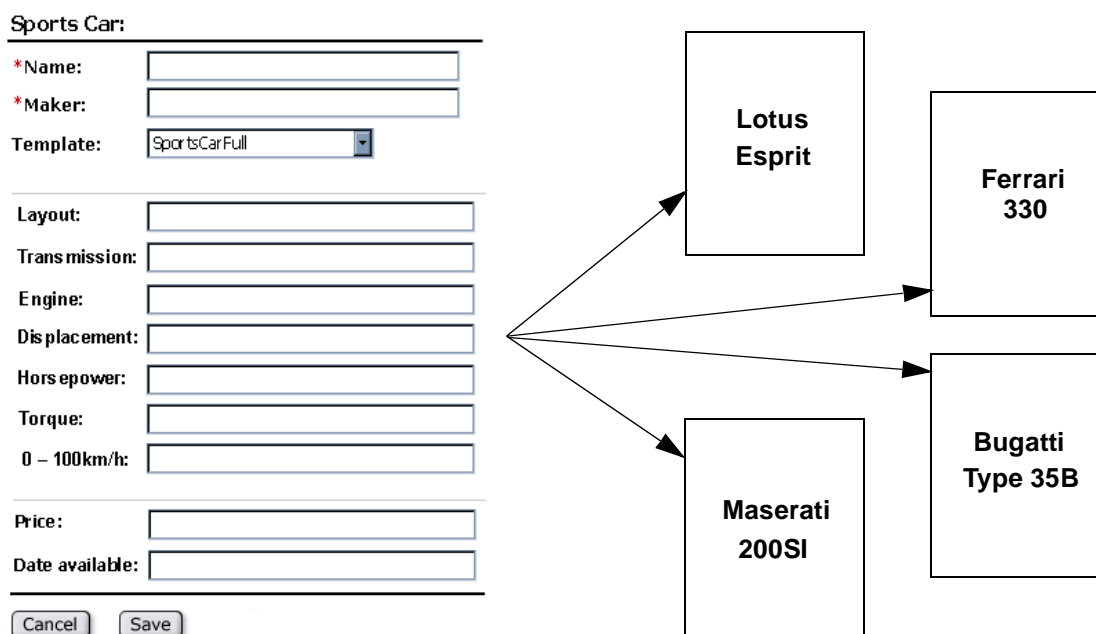 Sports Car:
*Name:
*Maker:
Template: SportsCarFull
Layout:
Transmission:
Engine:
Displacement:
Horsepower:
Torque:
0 – 100km/h:
Price:
Date available:
Cancel Save
Lotus
Esprit
Ferrari
330
Bugatti
Type 35B
Maserati
200SI